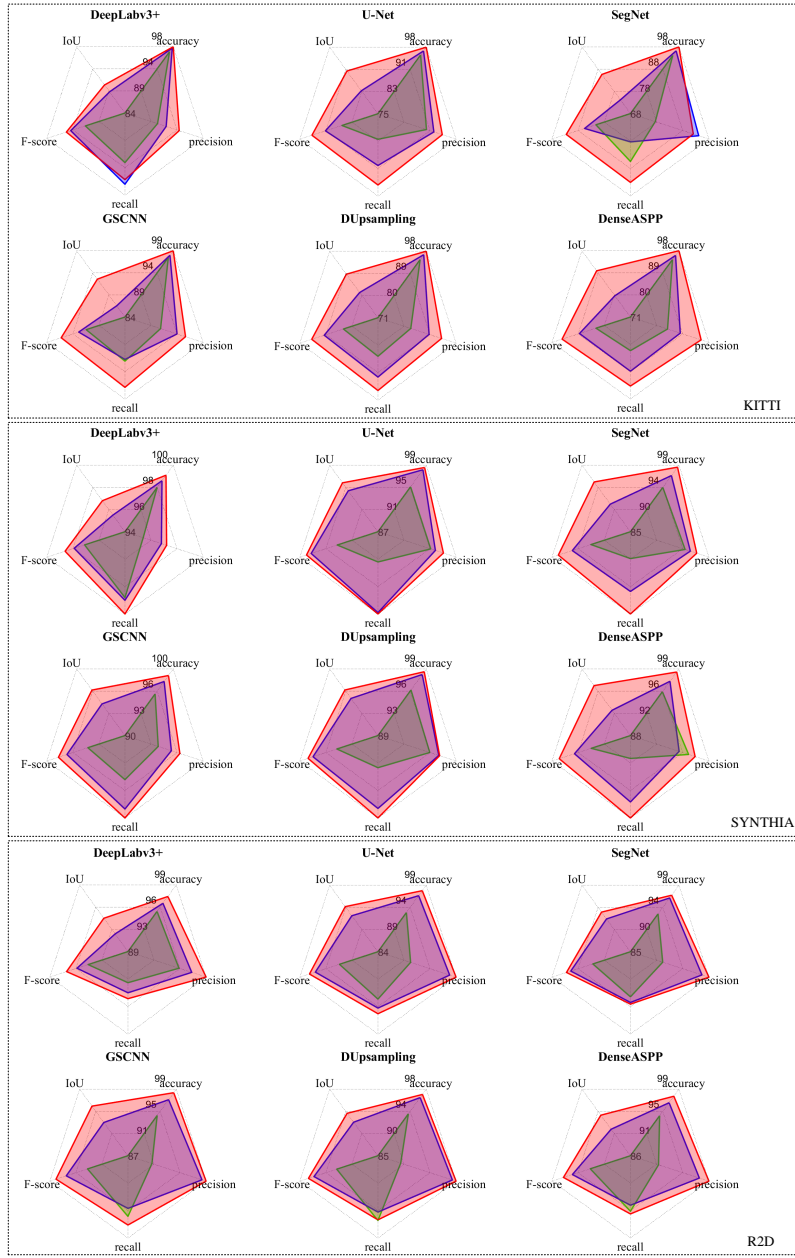 DeepLabv3+ U-Net SegNet
IoU 98 accuracy IoU 98 accuracy IoU 98 accuracy
94 91 88
89 83 78
84 75 68
F-score precision F-score precision F-score precision
recall recall recall
GSCNN DUpsampling DenseASPP
IoU 99 accuracy IoU 98 accuracy IoU 98 accuracy
94 89 89
89 80 80
84 71 71
F-score precision F-score precision F-score precision
recall recall recall
KITTI
DeepLabv3+ U-Net SegNet
IoU 100 accuracy IoU 99 accuracy IoU 99 accuracy
98 95 94
96 91 90
94 87 85
F-score precision F-score precision F-score precision
recall recall recall
GSCNN DUpsampling DenseASPP
IoU 100 accuracy IoU 99 accuracy IoU 99 accuracy
96 96 96
93 93 92
90 89 88
F-score precision F-score precision F-score precision
recall recall recall
SYNTHIA
DeepLabv3+ U-Net SegNet
IoU 99 accuracy IoU 99 accuracy IoU 99 accuracy
96 94 94
93 89 90
89 84 85
F-score precision F-score precision F-score precision
recall recall recall
GSCNN DUpsampling DenseASPP
IoU 99 accuracy IoU 98 accuracy IoU 99 accuracy
95 94 95
91 90 91
87 86 86
F-score precision F-score precision F-score precision
recall recall recall
R2D